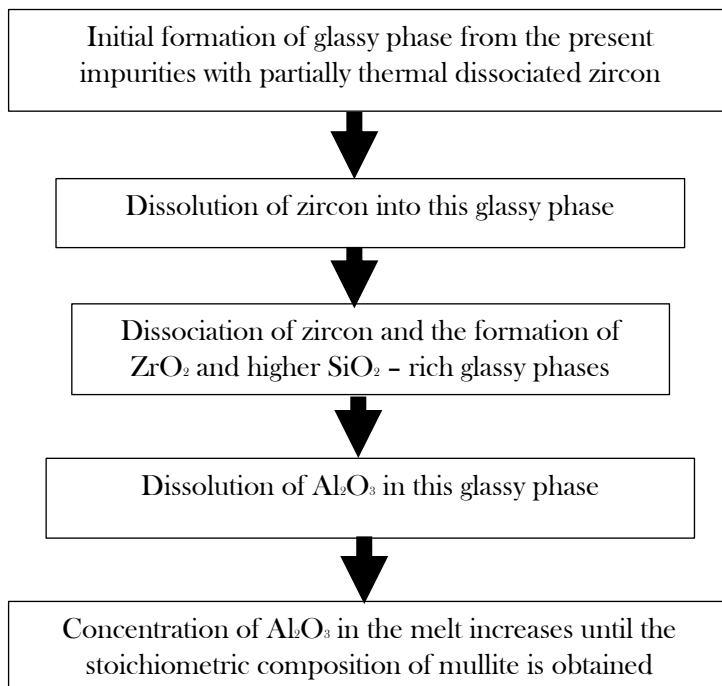 Initial formation of glassy phase from the present
impurities with partially thermal dissociated zircon
Dissolution of zircon into this glassy phase
Dissociation of zircon and the formation of
ZrO₂ and higher SiO₂ – rich glassy phases
Dissolution of Al₂O₃ in this glassy phase
Concentration of Al₂O₃ in the melt increases until the
stoichiometric composition of mullite is obtained